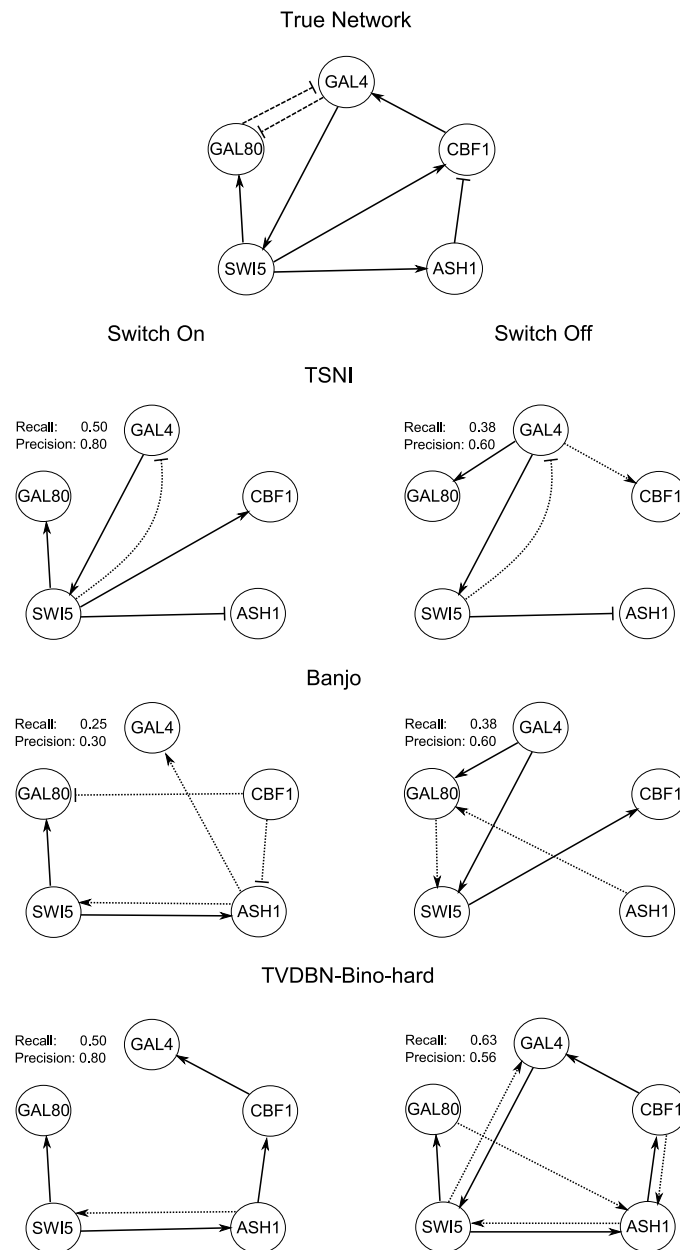 True Network
GAL4
GAL80
CBF1
SWI5
ASH1
Switch On
Switch Off
TSNI
Recall: 0.50
Precision: 0.80
GAL4
GAL80
CBF1
SWI5
ASH1
Recall: 0.38
Precision: 0.60
GAL4
GAL80
CBF1
SWI5
ASH1
Banjo
Recall: 0.25
Precision: 0.30
GAL4
GAL80
CBF1
SWI5
ASH1
Recall: 0.38
Precision: 0.60
GAL4
GAL80
CBF1
SWI5
ASH1
TVDBN-Bino-hard
Recall: 0.50
Precision: 0.80
GAL4
GAL80
CBF1
SWI5
ASH1
Recall: 0.63
Precision: 0.56
GAL4
GAL80
CBF1
SWI5
ASH1